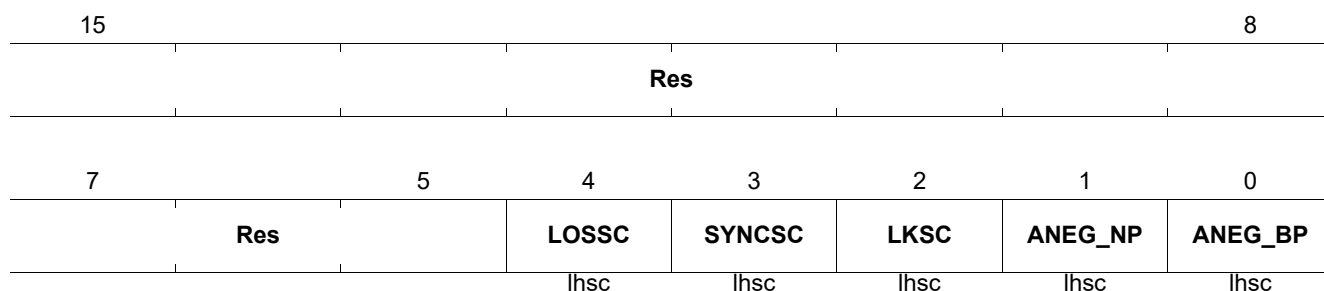 15 8
Res
7 5 4 3 2 1 0
Res LOSSC SYNCSC LKSC ANEG_NP ANEG_BP
lhsc lhsc lhsc lhsc lhsc